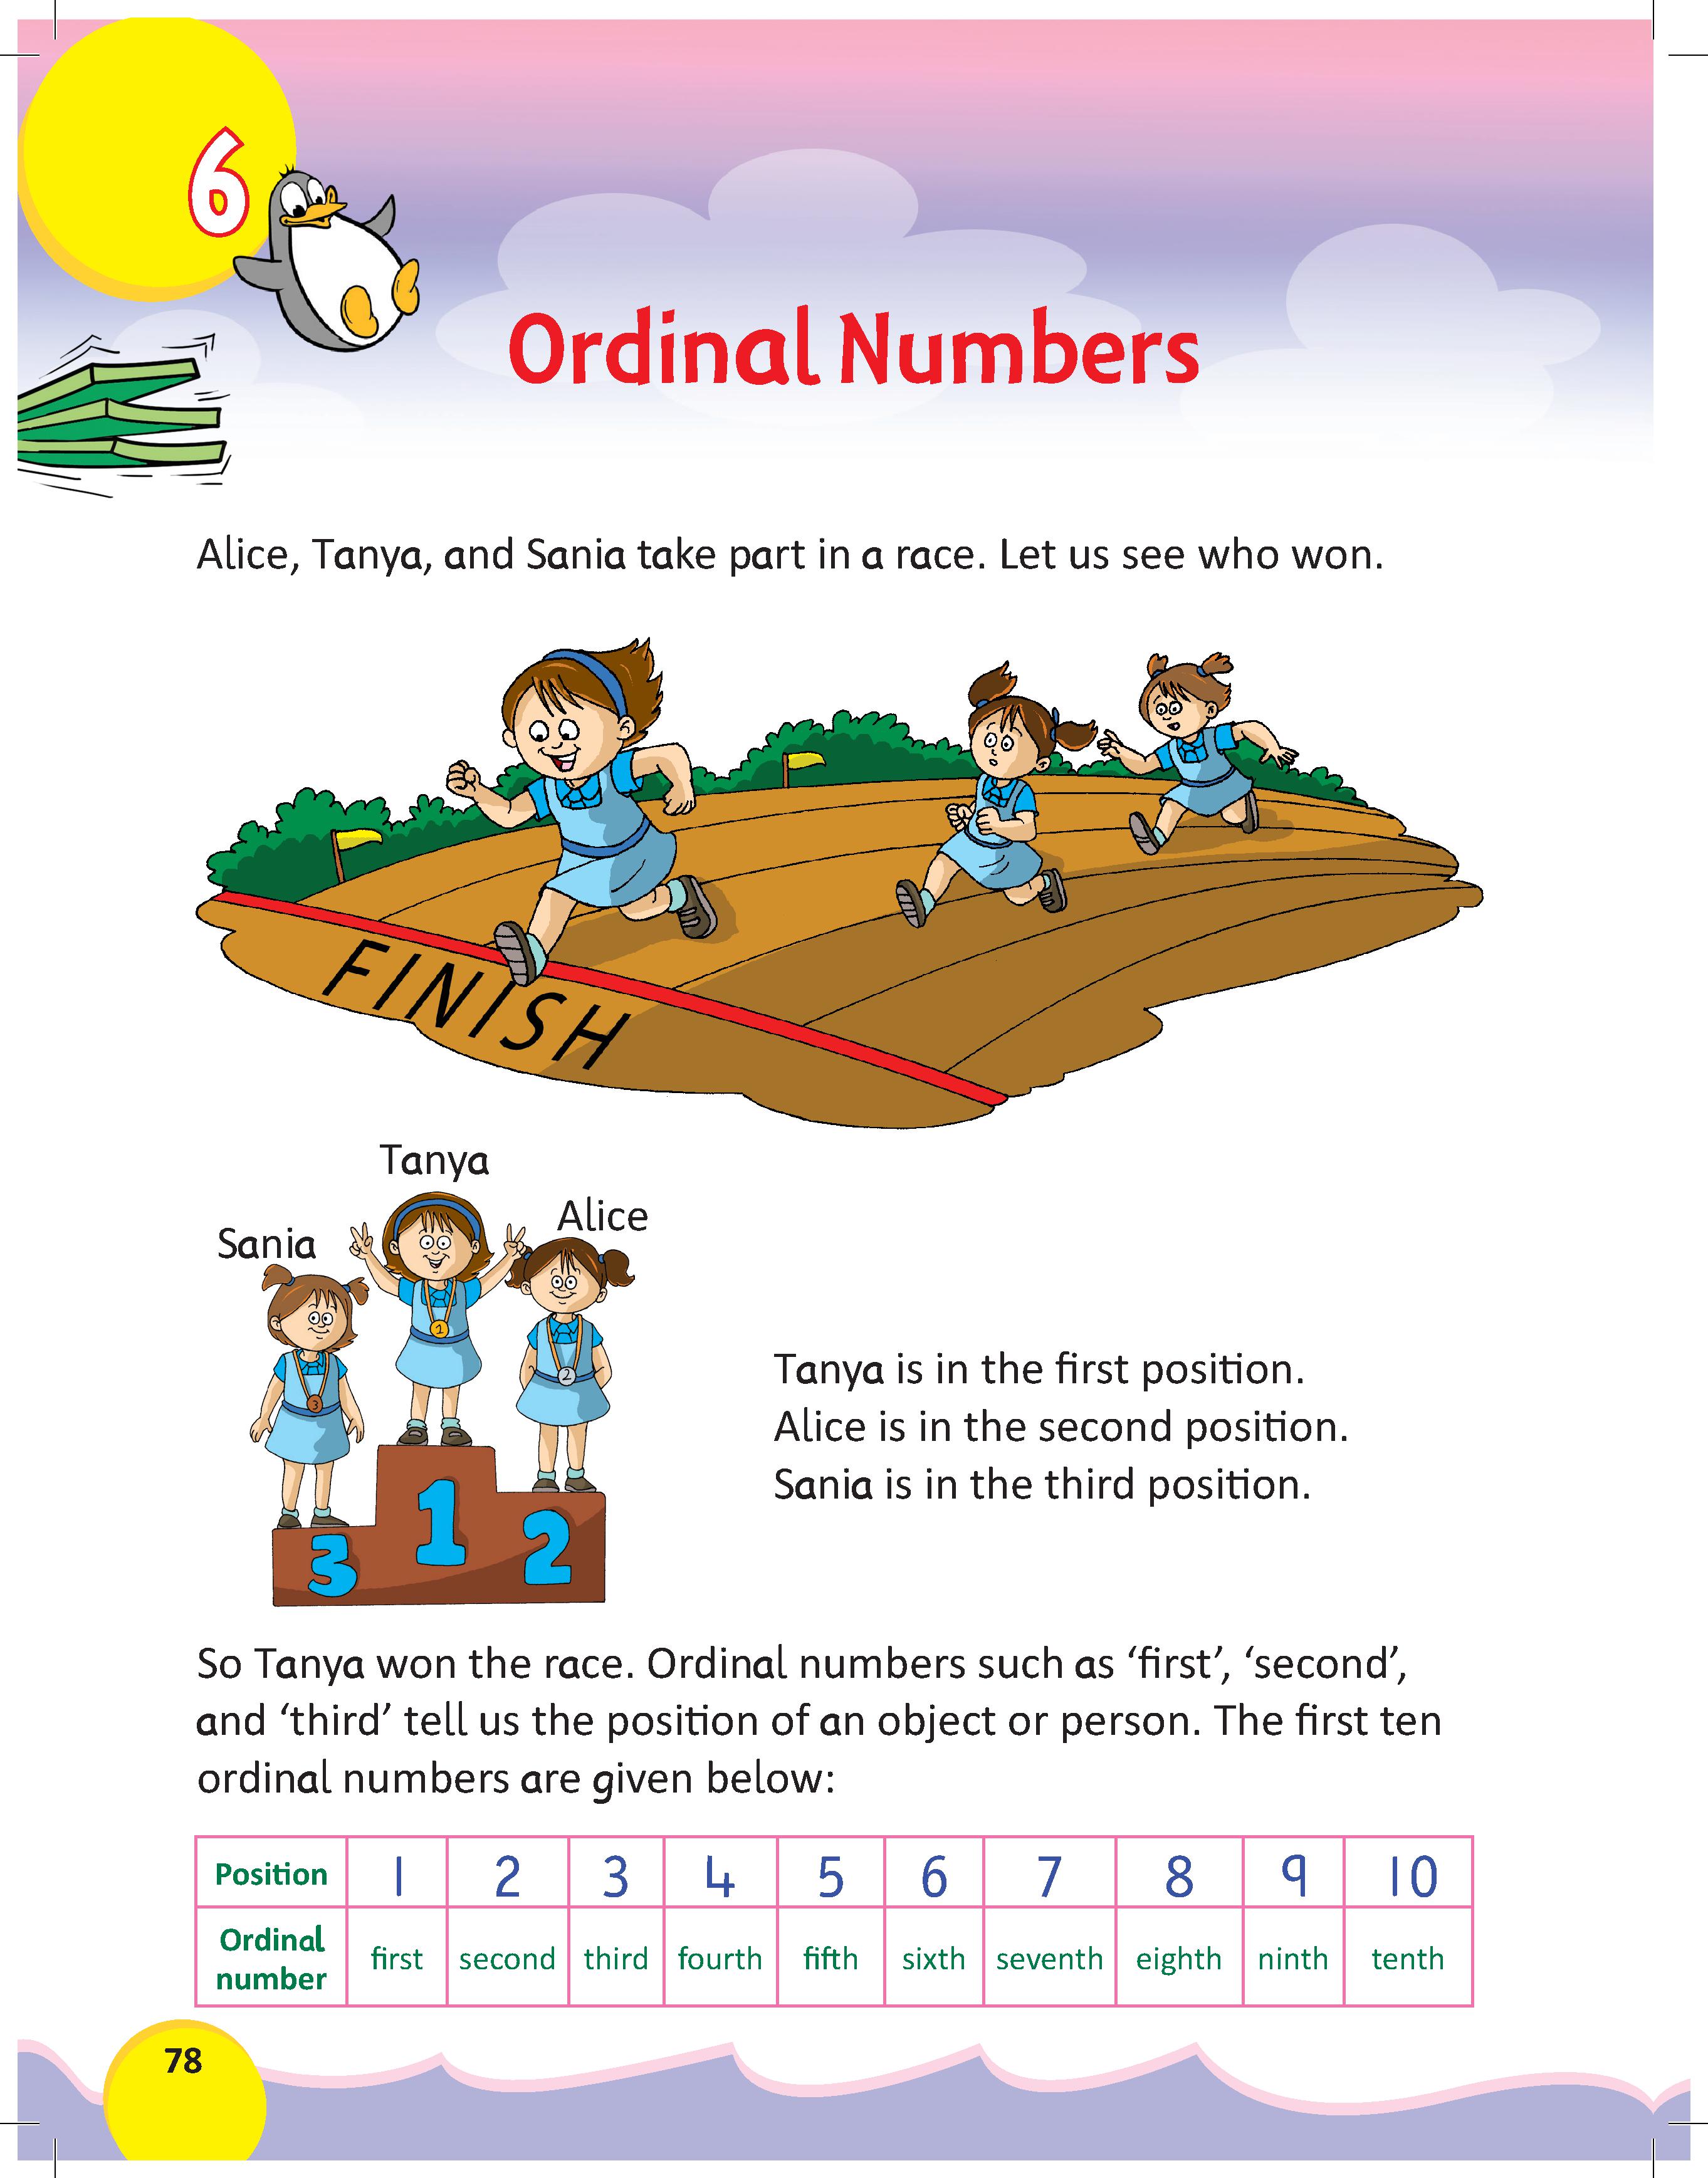 6
Ordinal Numbers
Alice, Tanya, and Sania take part in a race. Let us see who won.
FINISH
Tanya
Alice
Sania
1
2
3
3
1
2
Tanya is in the first position.
Alice is in the second position.
Sania is in the third position.
So Tanya won the race. Ordinal numbers such as ‘first’, ‘second’,
and ‘third’ tell us the position of an object or person. The first ten
ordinal numbers are given below:
Position 1 2 3 4 5 6 7 8 9 10
Ordinal
number first second third fourth fifth sixth seventh eighth ninth tenth
78